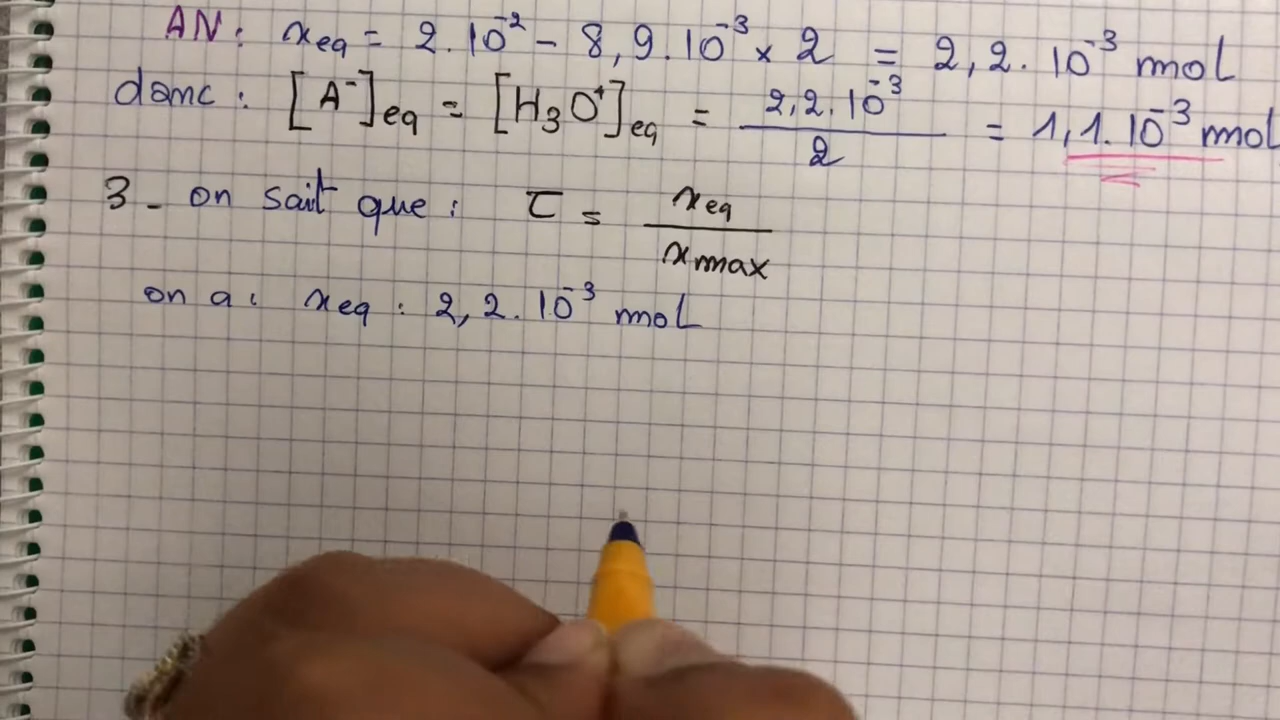 AN: xeq = 2.10⁻² - 8,9.10⁻³ × 2 = 2,2.10⁻³ mol
donc: [A⁻]eq = [H₃O⁺]eq = 2,2.10⁻³ / 2 = 1,1.10⁻³ mol
3 - on sait que: τ = xeq / xmax
on a: xeq : 2,2.10⁻³ mol